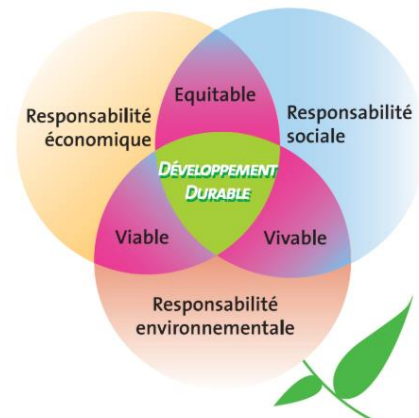 Equitable
Responsabilité
économique
Responsabilité
sociale
DÉVELOPPEMENT
DURABLE
Viable
Vivable
Responsabilité
environnementale